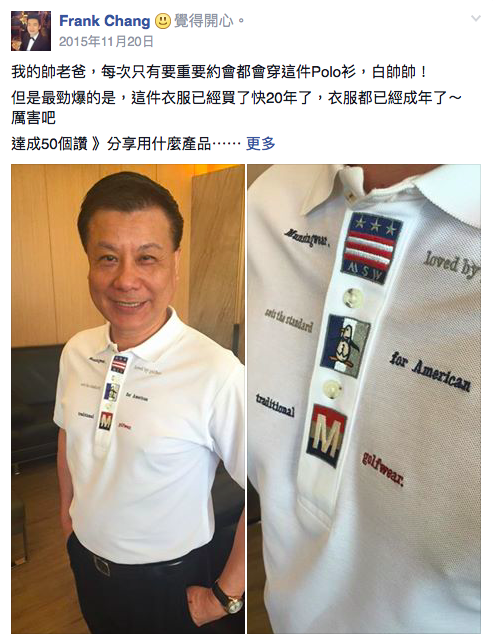 Frank Chang 覺得開心。
2015年11月20日
我的帥老爸，每次只有要重要約會都會穿這件Polo衫，白帥帥！
但是最勁爆的是，這件衣服已經買了快20年了，衣服都已經成年了～
厲害吧
達成50個讚 》分享用什麼產品⋯⋯ 更多
Munsingwear.
loved by
MSW
sets the standard
for American
traditional
M
golfwear.